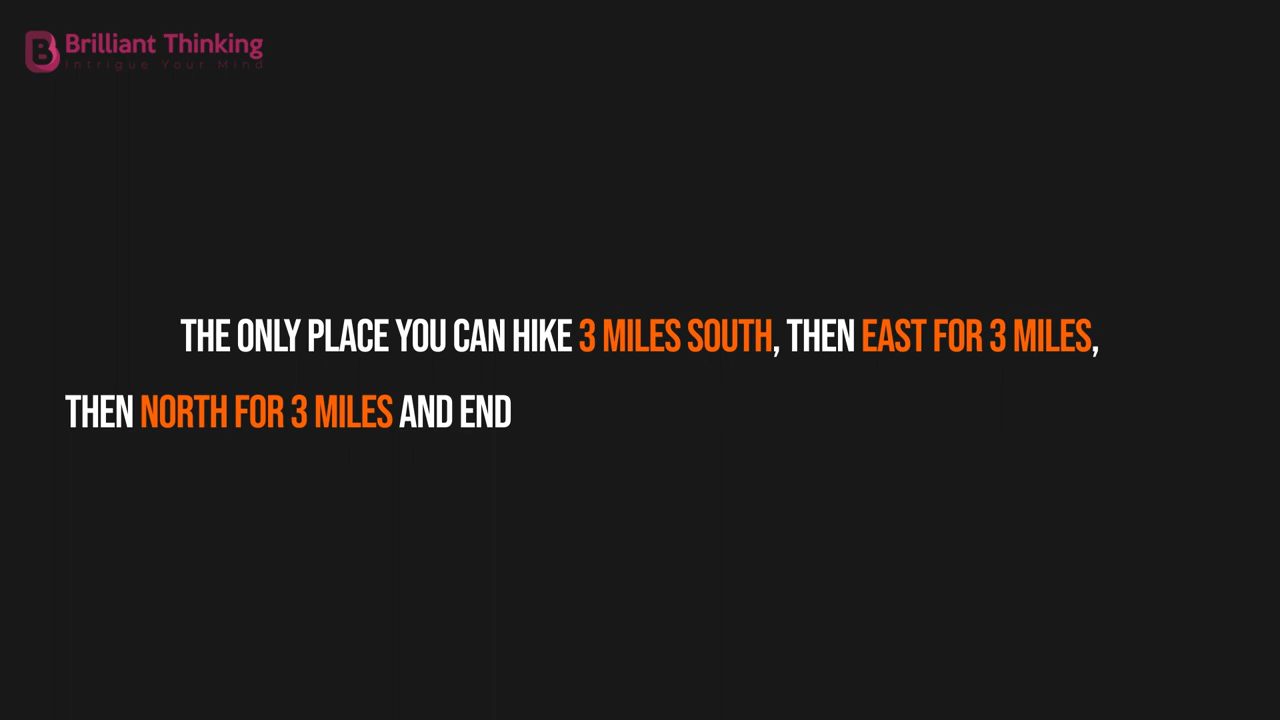 Brilliant Thinking
Intrigue Your Mind
THE ONLY PLACE YOU CAN HIKE 3 MILES SOUTH, THEN EAST FOR 3 MILES,
THEN NORTH FOR 3 MILES AND END